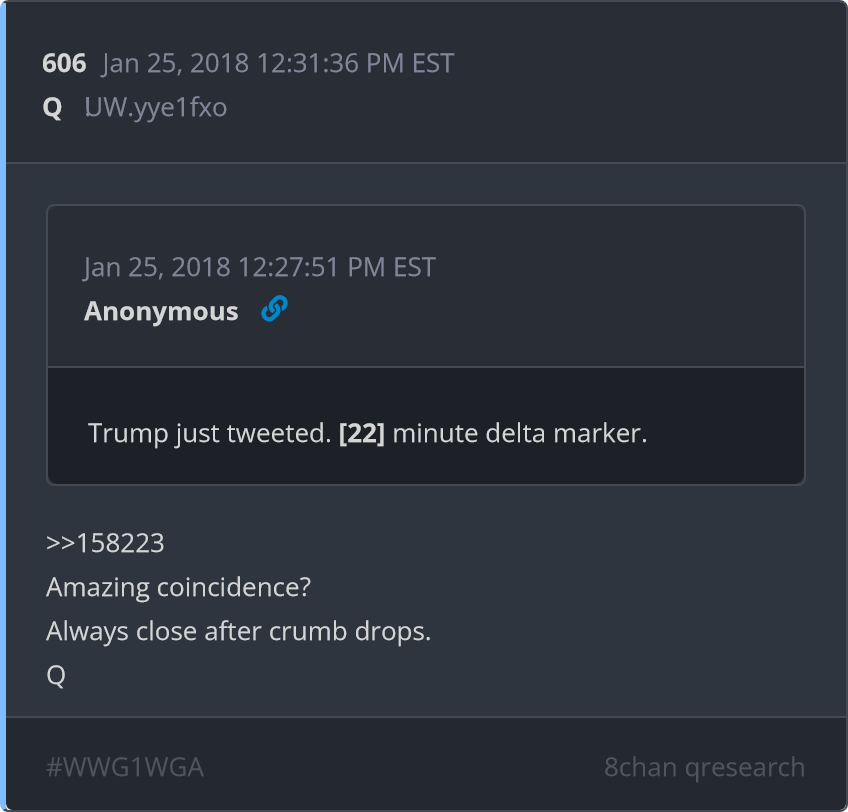 606 Jan 25, 2018 12:31:36 PM EST
Q UW.yye1fxo
Jan 25, 2018 12:27:51 PM EST
Anonymous
Trump just tweeted. [22] minute delta marker.
>>158223
Amazing coincidence?
Always close after crumb drops.
Q
#WWG1WGA 8chan qresearch